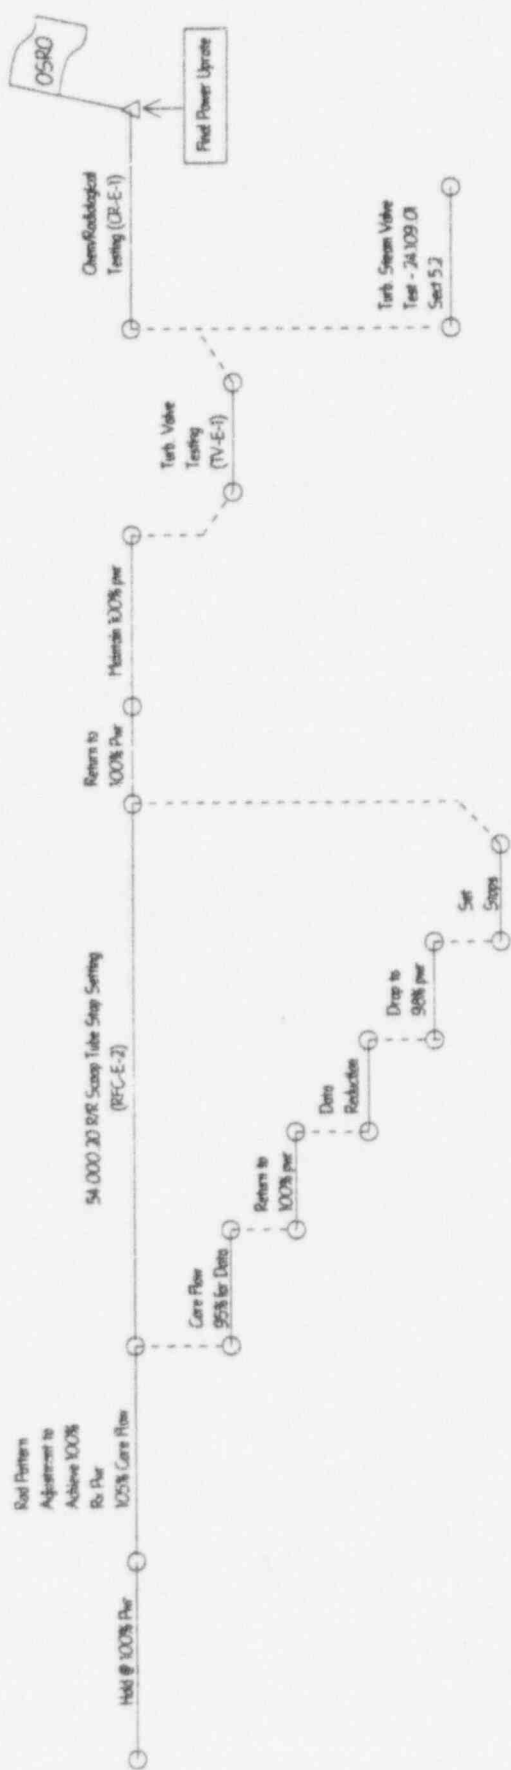 Hold @ 100% Pwr
Rod Pattern
Adjustment to
Achieve 100%
Rx Pwr
105% Core Flow
54.000.20 R/R Scoop Tube Stop Setting
(RFC-E-2)
Core Flow
95% for Data
Return to
100% pwr
Data
Reduction
Drop to
98% pwr
Set
Stops
Return to
100% Pwr
Maintain 100% pwr
Turb. Valve
Testing
(TV-E-1)
Chem/Radiological
Testing (CR-E-1)
Turb. Steam Valve
Test - 24.109.01
Sect 5.2
Final Power Uprate
OSRO